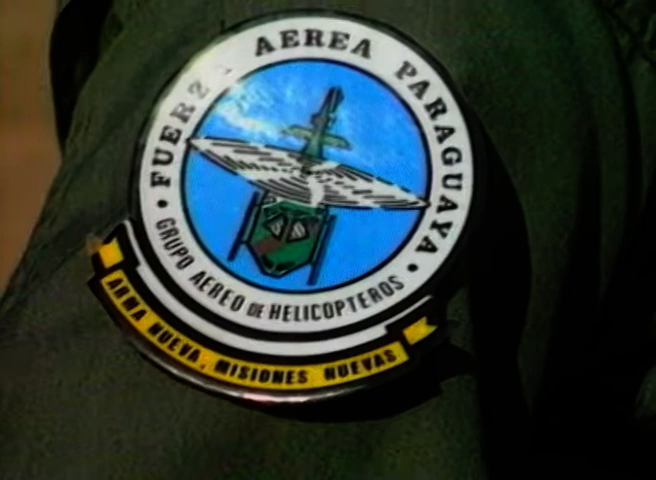 FUERZA AEREA PARAGUAYA
GRUPO AEREO DE HELICOPTEROS
ARMA NUEVA, MISIONES NUEVAS